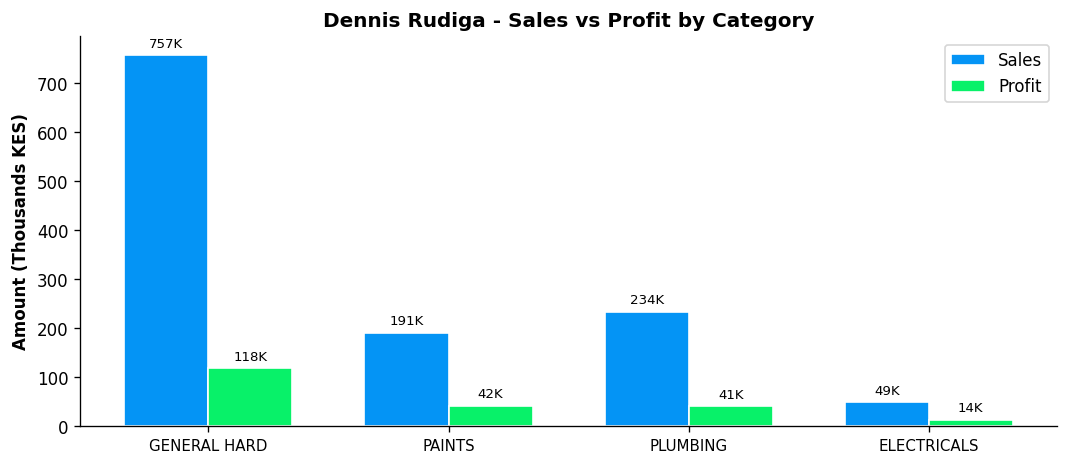 Dennis Rudiga - Sales vs Profit by Category
Amount (Thousands KES)
700
600
500
400
300
200
100
0
757K
118K
191K
42K
234K
41K
49K
14K
Sales
Profit
GENERAL HARD
PAINTS
PLUMBING
ELECTRICALS